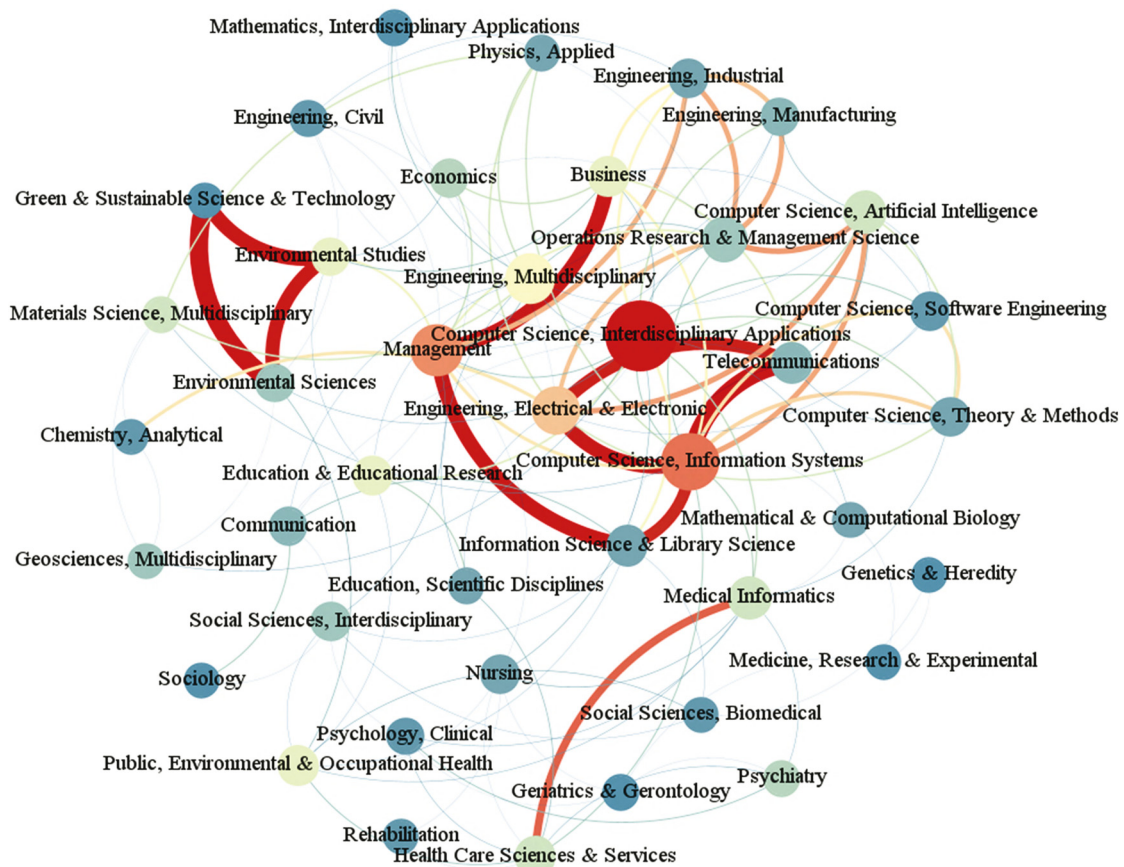 Mathematics, Interdisciplinary Applications
Physics, Applied
Engineering, Industrial
Engineering, Civil
Engineering, Manufacturing
Economics
Business
Green & Sustainable Science & Technology
Computer Science, Artificial Intelligence
Operations Research & Management Science
Environmental Studies
Engineering, Multidisciplinary
Materials Science, Multidisciplinary
Computer Science, Software Engineering
Computer Science, Interdisciplinary Applications
Management
Telecommunications
Environmental Sciences
Engineering, Electrical & Electronic
Computer Science, Theory & Methods
Chemistry, Analytical
Computer Science, Information Systems
Education & Educational Research
Communication
Mathematical & Computational Biology
Information Science & Library Science
Geosciences, Multidisciplinary
Genetics & Heredity
Education, Scientific Disciplines
Medical Informatics
Social Sciences, Interdisciplinary
Medicine, Research & Experimental
Nursing
Sociology
Social Sciences, Biomedical
Psychology, Clinical
Public, Environmental & Occupational Health
Psychiatry
Geriatrics & Gerontology
Rehabilitation
Health Care Sciences & Services